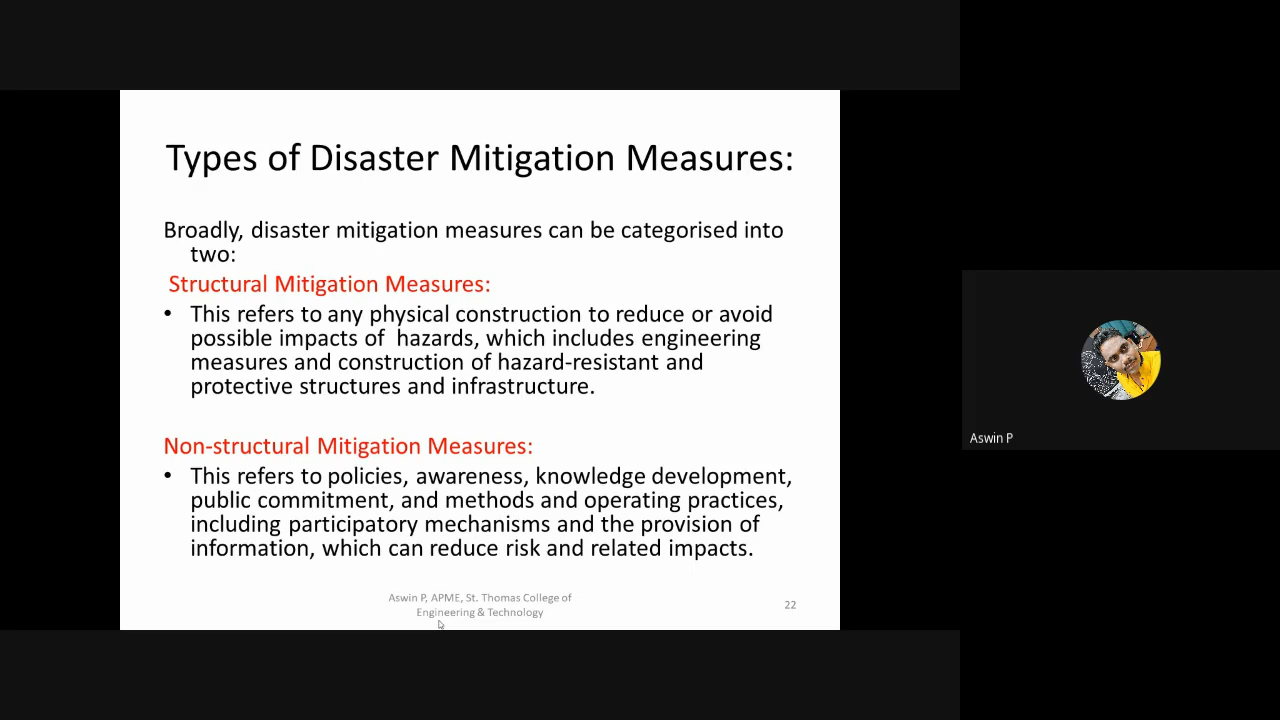 Types of Disaster Mitigation Measures:
Broadly, disaster mitigation measures can be categorised into
two:
Structural Mitigation Measures:
• This refers to any physical construction to reduce or avoid
possible impacts of  hazards, which includes engineering
measures and construction of hazard-resistant and
protective structures and infrastructure.
Non-structural Mitigation Measures:
• This refers to policies, awareness, knowledge development,
public commitment, and methods and operating practices,
including participatory mechanisms and the provision of
information, which can reduce risk and related impacts.
Aswin P, APME, St. Thomas College of
Engineering & Technology
22
Aswin P